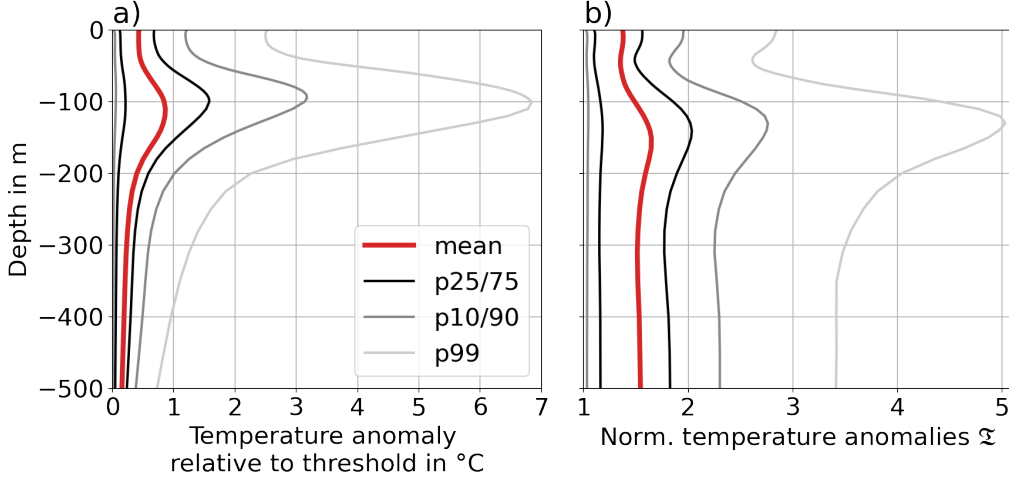 a)
b)
0
−100
−200
−300
−400
−500
Depth in m
mean
p25/75
p10/90
p99
0 1 2 3 4 5 6 7
1 2 3 4 5
Temperature anomaly
relative to threshold in °C
Norm. temperature anomalies 𝔗